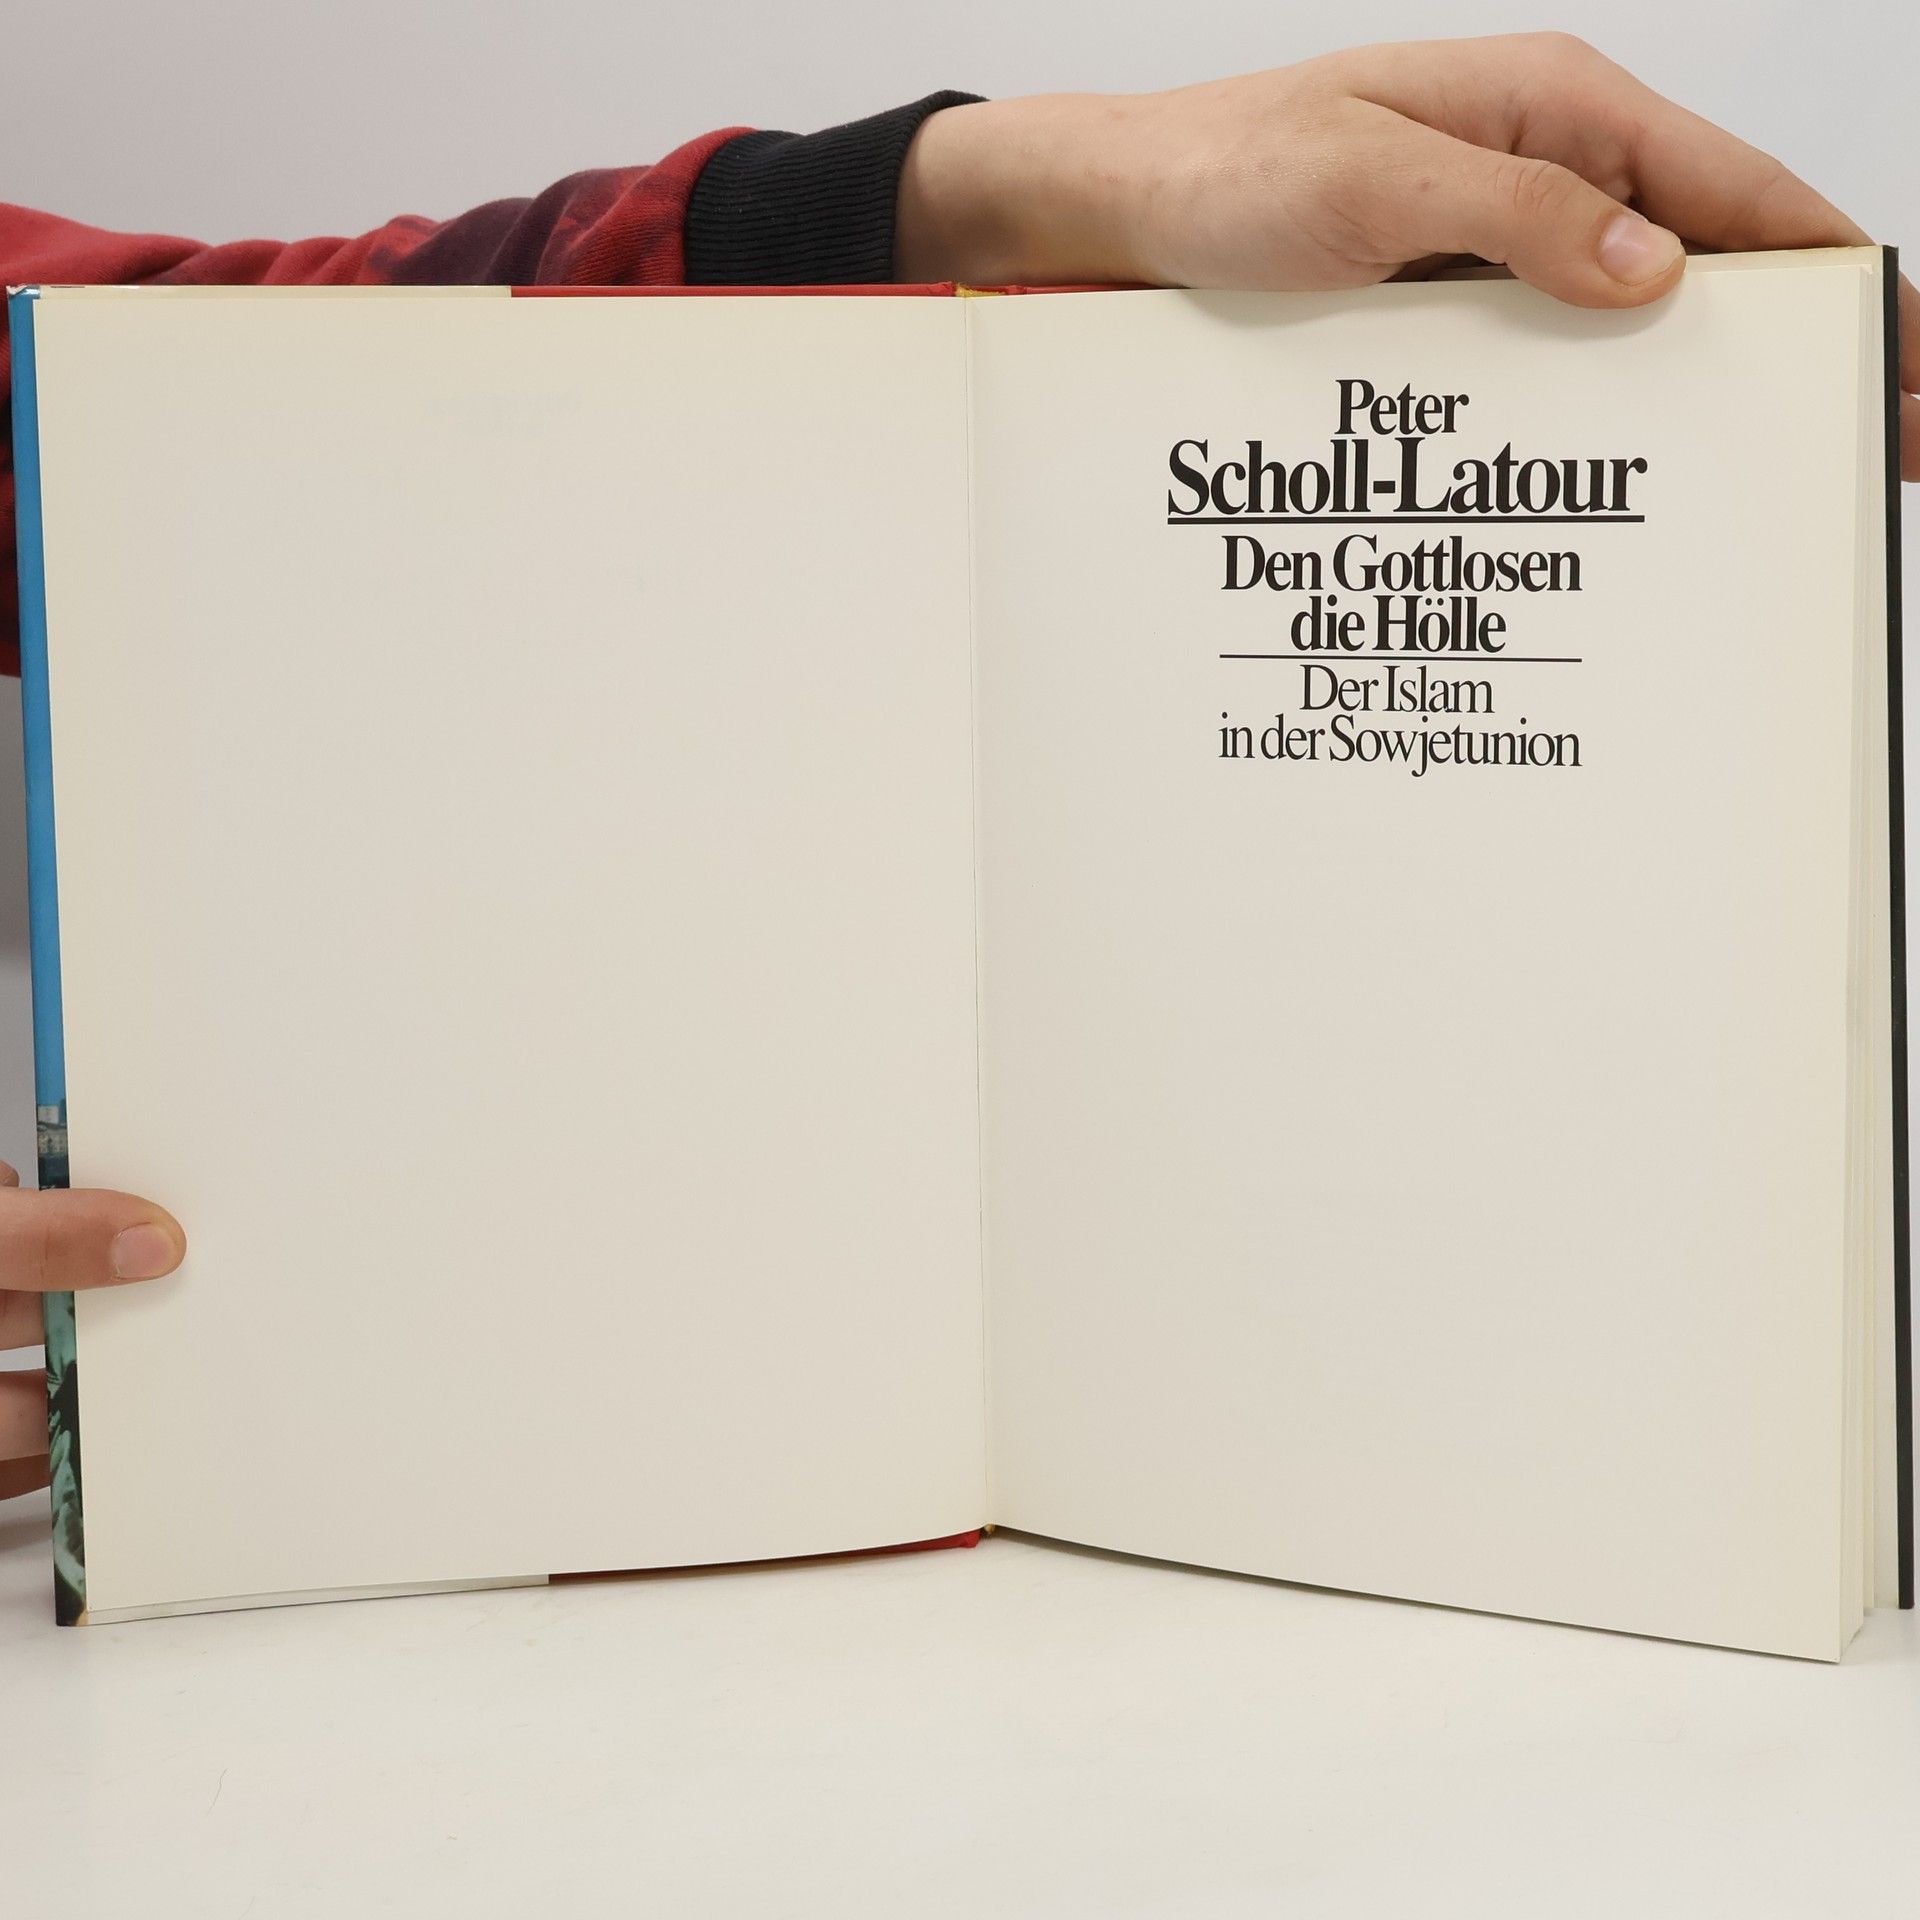 Peter
Scholl-Latour
Den Gottlosen
die Hölle
Der Islam
in der Sowjetunion